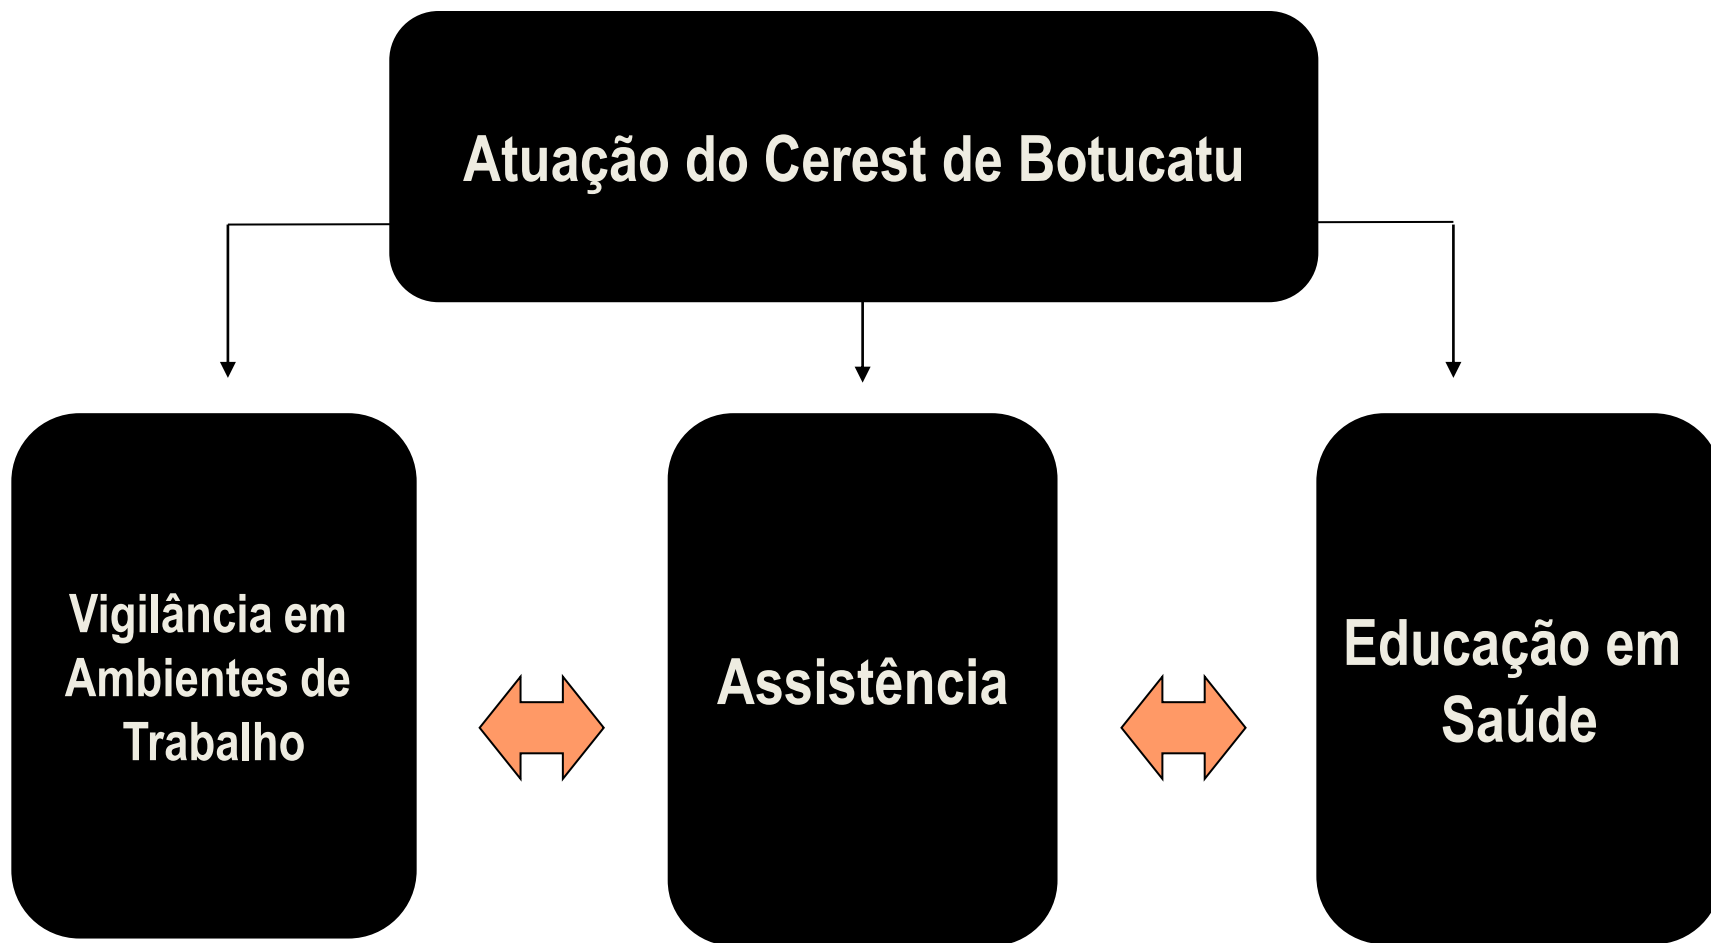 Atuação do Cerest de Botucatu
Vigilância em
Ambientes de
Trabalho
Assistência
Educação em
Saúde